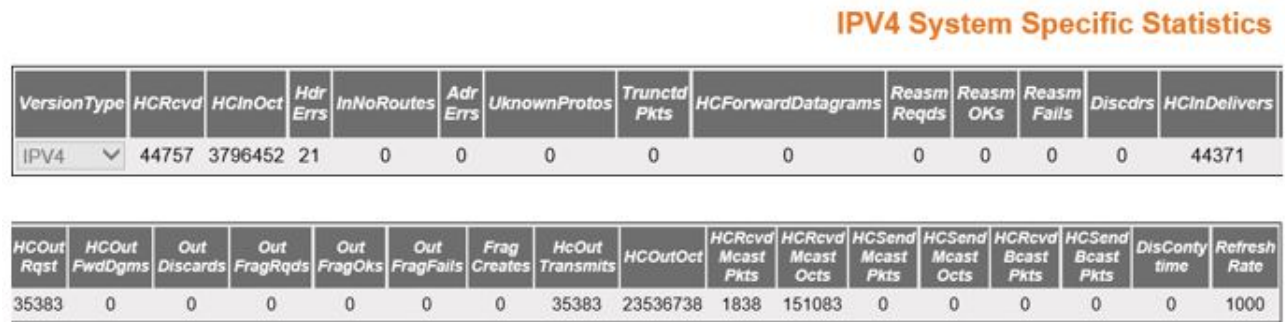 IPV4 System Specific Statistics
VersionType HCRcvd HCInOct Hdr Errs InNoRoutes Adr Errs UknownProtos Trunctd Pkts HCForwardDatagrams Reasm Reqds Reasm OKs Reasm Fails Discdrs HCInDelivers
IPV4 44757 3796452 21 0 0 0 0 0 0 0 0 0 44371
HCOut Rqst HCOut FwdDgms Out Discards Out FragRqds Out FragOks Out FragFails Frag Creates HcOut Transmits HCOutOct HCRcvd Mcast Pkts HCRcvd Mcast Octs HCSend Mcast Pkts HCSend Mcast Octs HCRcvd Bcast Pkts HCSend Bcast Pkts DisConty time Refresh Rate
35383 0 0 0 0 0 0 35383 23536738 1838 151083 0 0 0 0 0 1000